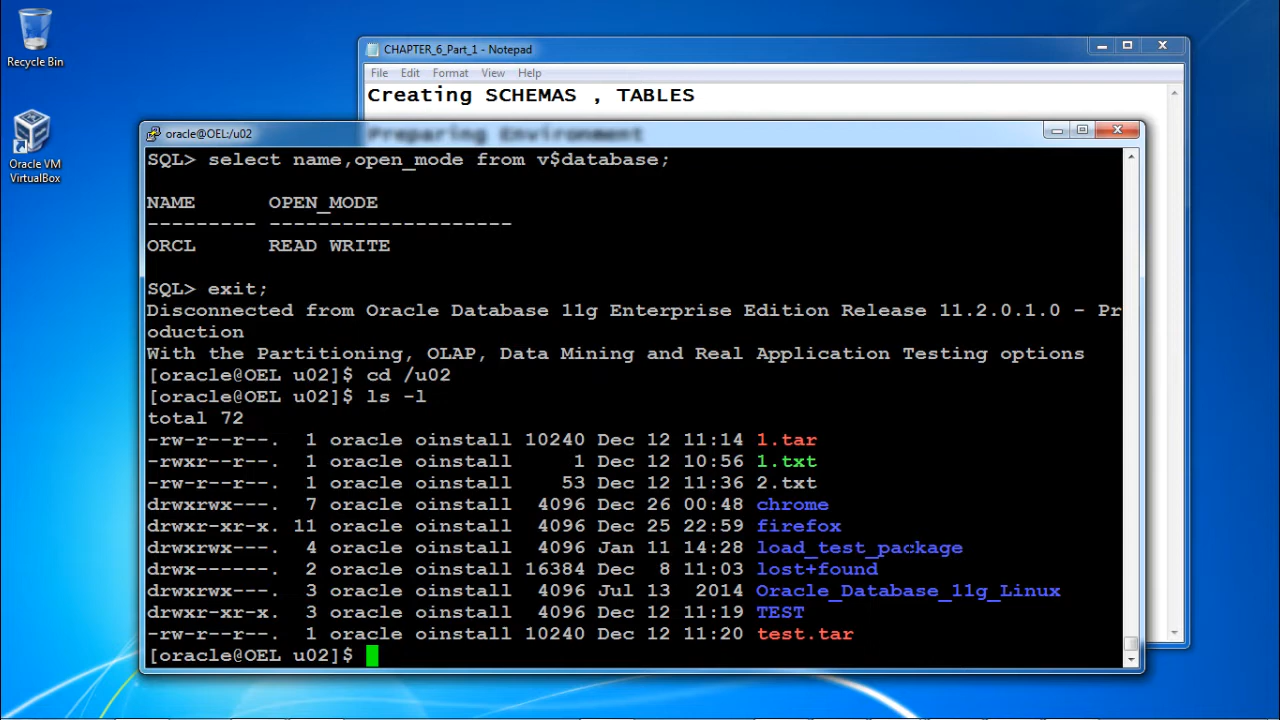 Recycle Bin
Oracle VM
VirtualBox
CHAPTER_6_Part_1 - Notepad
File Edit Format View Help
Creating SCHEMAS , TABLES
Preparing Environment
oracle@OEL:/u02
SQL> select name,open_mode from v$database;
NAME      OPEN_MODE
--------- --------------------
ORCL      READ WRITE
SQL> exit;
Disconnected from Oracle Database 11g Enterprise Edition Release 11.2.0.1.0 - Pr
oduction
With the Partitioning, OLAP, Data Mining and Real Application Testing options
[oracle@OEL u02]$ cd /u02
[oracle@OEL u02]$ ls -l
total 72
-rw-r--r--.  1 oracle oinstall 10240 Dec 12 11:14 1.tar
-rwxr--r--.  1 oracle oinstall     1 Dec 12 10:56 1.txt
-rw-r--r--.  1 oracle oinstall    53 Dec 12 11:36 2.txt
drwxrwx---.  7 oracle oinstall  4096 Dec 26 00:48 chrome
drwxr-xr-x. 11 oracle oinstall  4096 Dec 25 22:59 firefox
drwxrwx---.  4 oracle oinstall  4096 Jan 11 14:28 load_test_package
drwx------.  2 oracle oinstall 16384 Dec  8 11:03 lost+found
drwxrwx---.  3 oracle oinstall  4096 Jul 13  2014 Oracle_Database_11g_Linux
drwxr-xr-x.  3 oracle oinstall  4096 Dec 12 11:19 TEST
-rw-r--r--.  1 oracle oinstall 10240 Dec 12 11:20 test.tar
[oracle@OEL u02]$